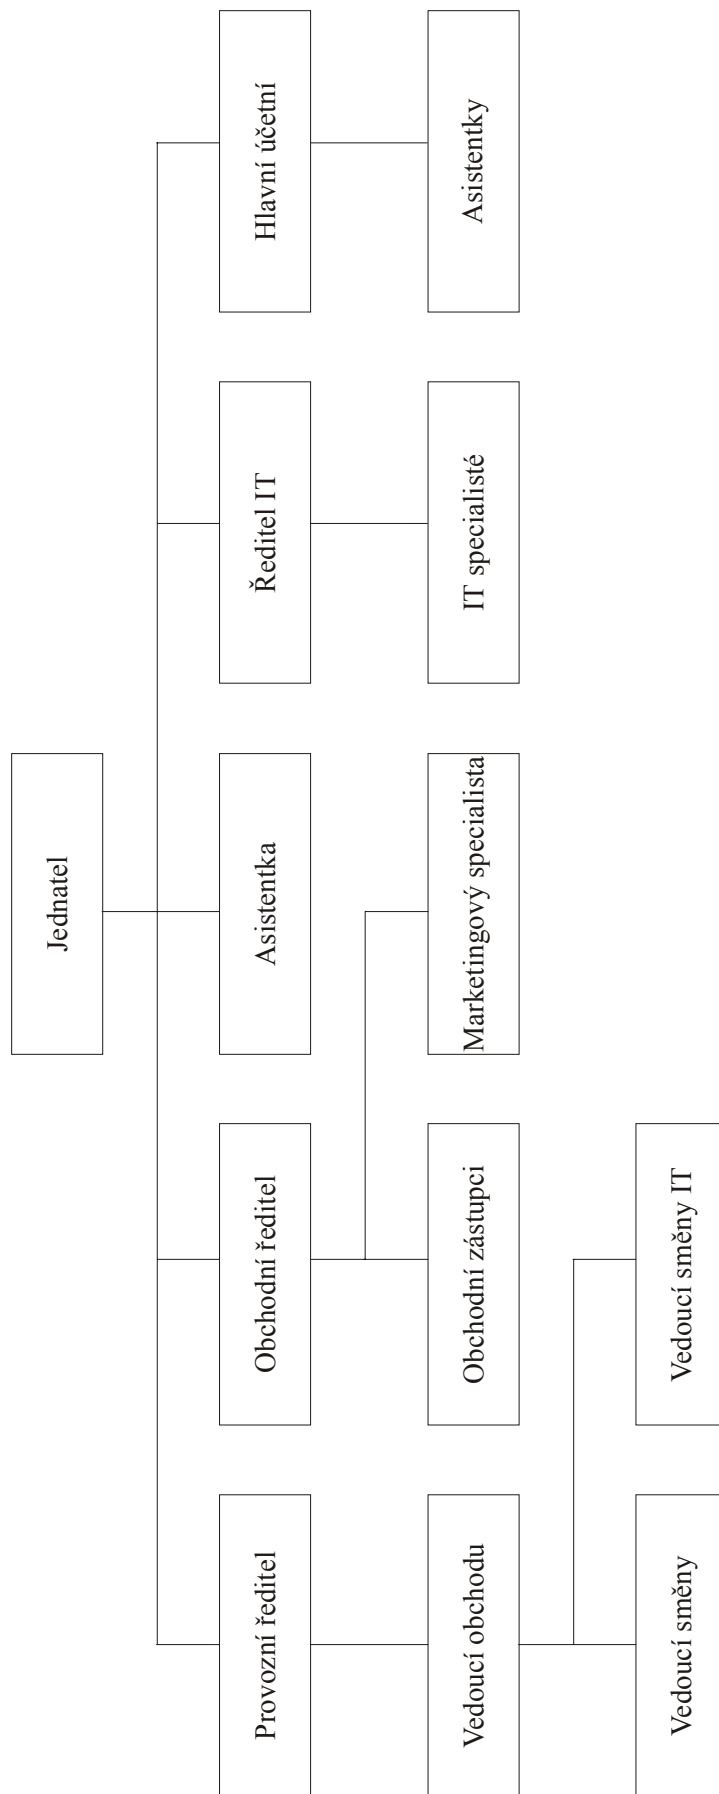 Jednatel
Provozní ředitel
Obchodní ředitel
Asistentka
Ředitel IT
Hlavní účetní
Vedoucí obchodu
Obchodní zástupci
Marketingový specialista
IT specialisté
Asistentky
Vedoucí směny
Vedoucí směny IT